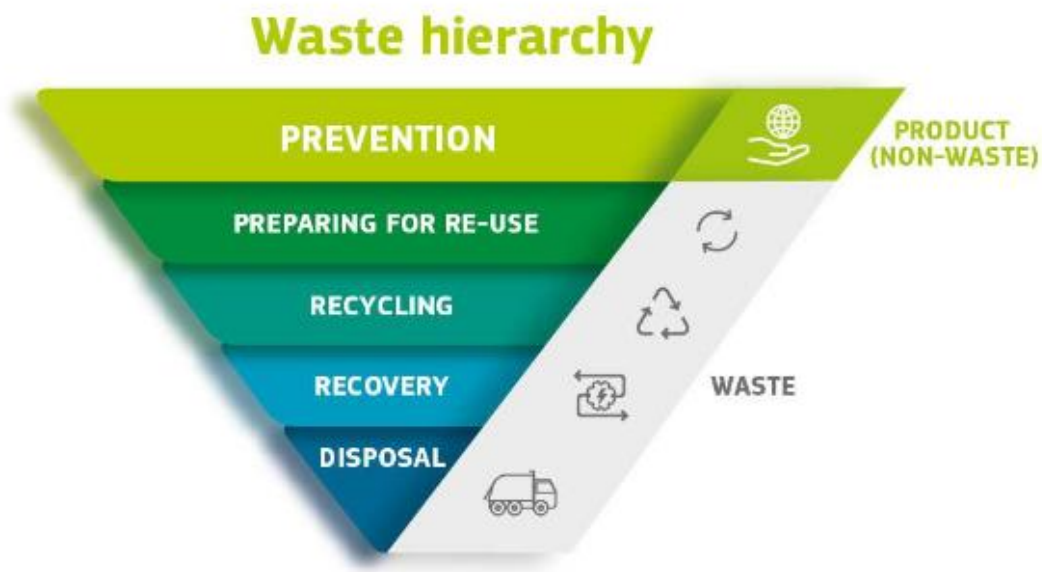 Waste hierarchy
PREVENTION
PRODUCT
(NON-WASTE)
PREPARING FOR RE-USE
RECYCLING
RECOVERY
WASTE
DISPOSAL